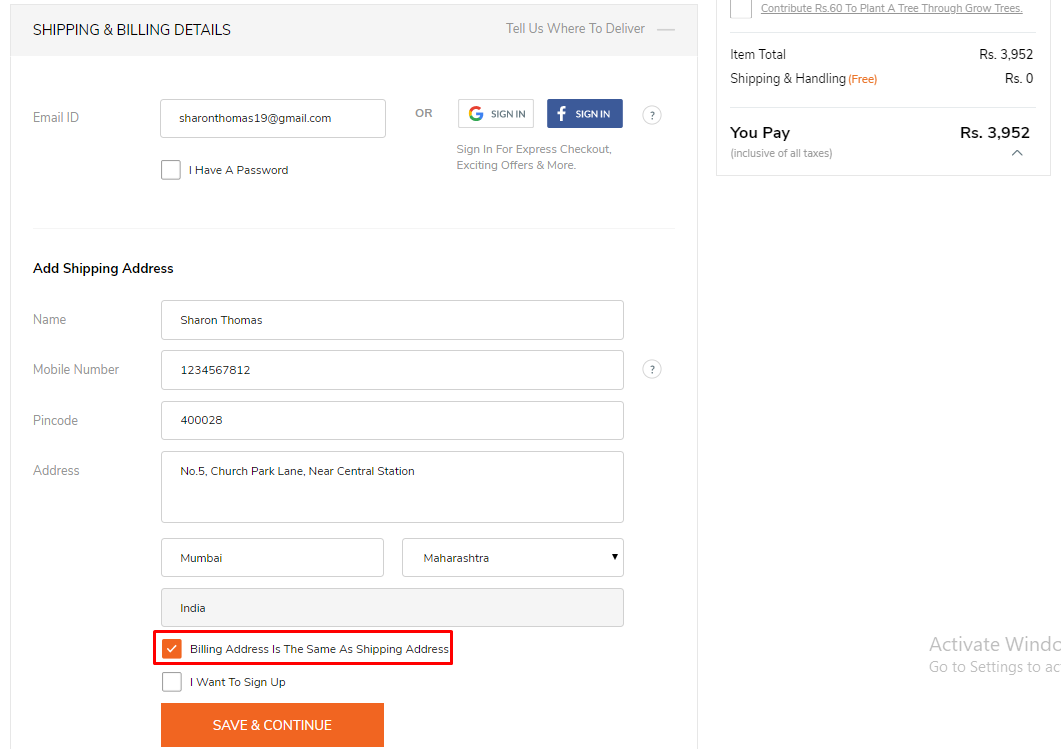 SHIPPING & BILLING DETAILS
Tell Us Where To Deliver
Email ID
sharonthomas19@gmail.com
OR
G SIGN IN
f SIGN IN
?
Sign In For Express Checkout,
Exciting Offers & More.
I Have A Password
Add Shipping Address
Name
Sharon Thomas
Mobile Number
1234567812
?
Pincode
400028
Address
No.5, Church Park Lane, Near Central Station
Mumbai
Maharashtra
India
Billing Address Is The Same As Shipping Address
I Want To Sign Up
SAVE & CONTINUE
Contribute Rs.60 To Plant A Tree Through Grow Trees.
Item Total Rs. 3,952
Shipping & Handling (Free) Rs. 0
You Pay Rs. 3,952
(inclusive of all taxes)
Activate Windo
Go to Settings to ac